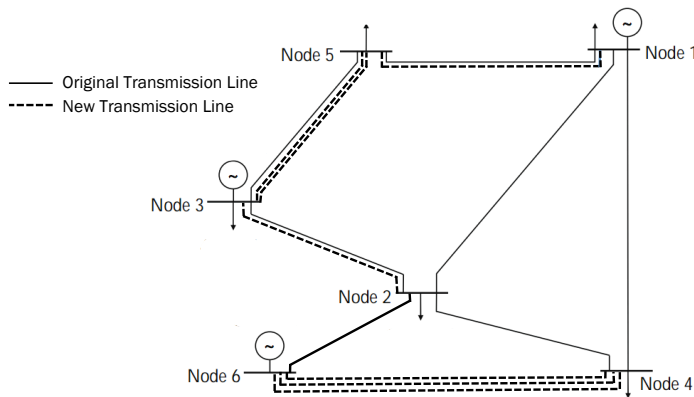 Node 5
Node 1
Original Transmission Line
New Transmission Line
~
~
Node 3
Node 2
~
Node 6
Node 4